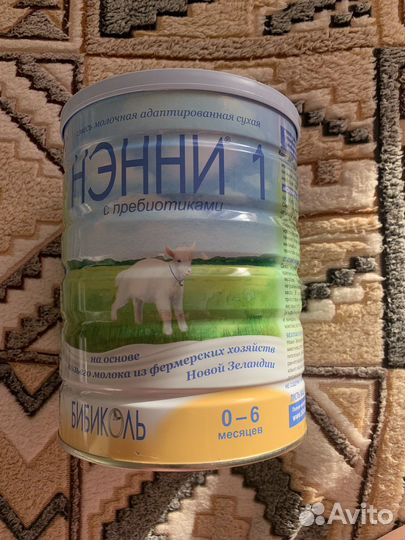 смесь молочная адаптированная сухая
НЭННИ® 1
с пребиотиками
на основе
молока из фермерских хозяйств
Новой Зеландии
БИБИКОЛЬ
0–6
месяцев
Avito